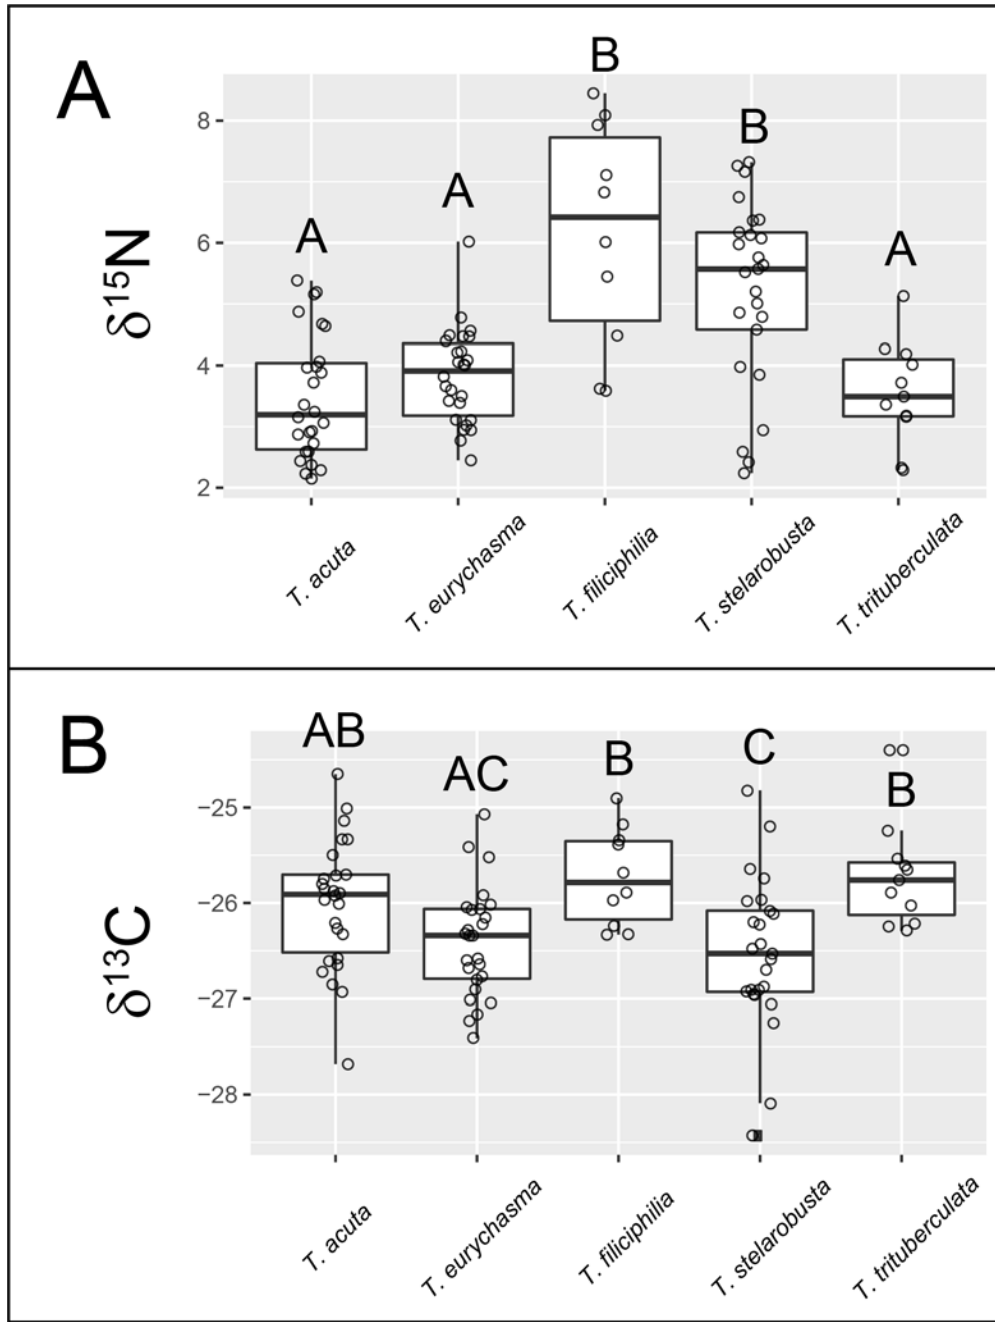 A
B
B
A
A
A
δ15N
8
6
4
2
T. acuta
T. eurychasma
T. filiciphilia
T. stelarobusta
T. trituberculata
B
AB
AC
B
C
B
δ13C
−25
−26
−27
−28
T. acuta
T. eurychasma
T. filiciphilia
T. stelarobusta
T. trituberculata